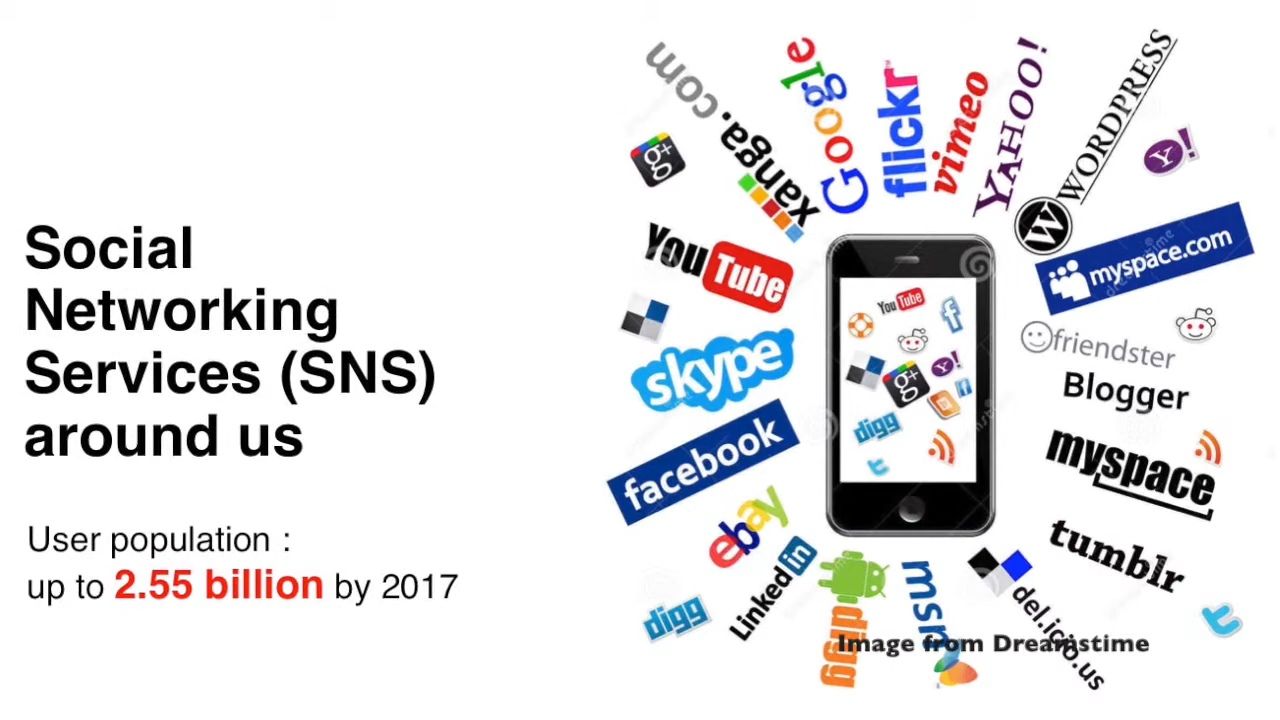 Social
Networking
Services (SNS)
around us
User population :
up to 2.55 billion by 2017
xanga.com
Google
flickr
vimeo
YAHOO!
W WORDPRESS
Y!
g+
YouTube
myspace.com
skype
friendster
Blogger
facebook
myspace
ebay
tumblr
Linked in
digg
digg
msn
del.icio.us
t
YouTube
f
g+
Y!
f
digg
t
Image from Dreamstime